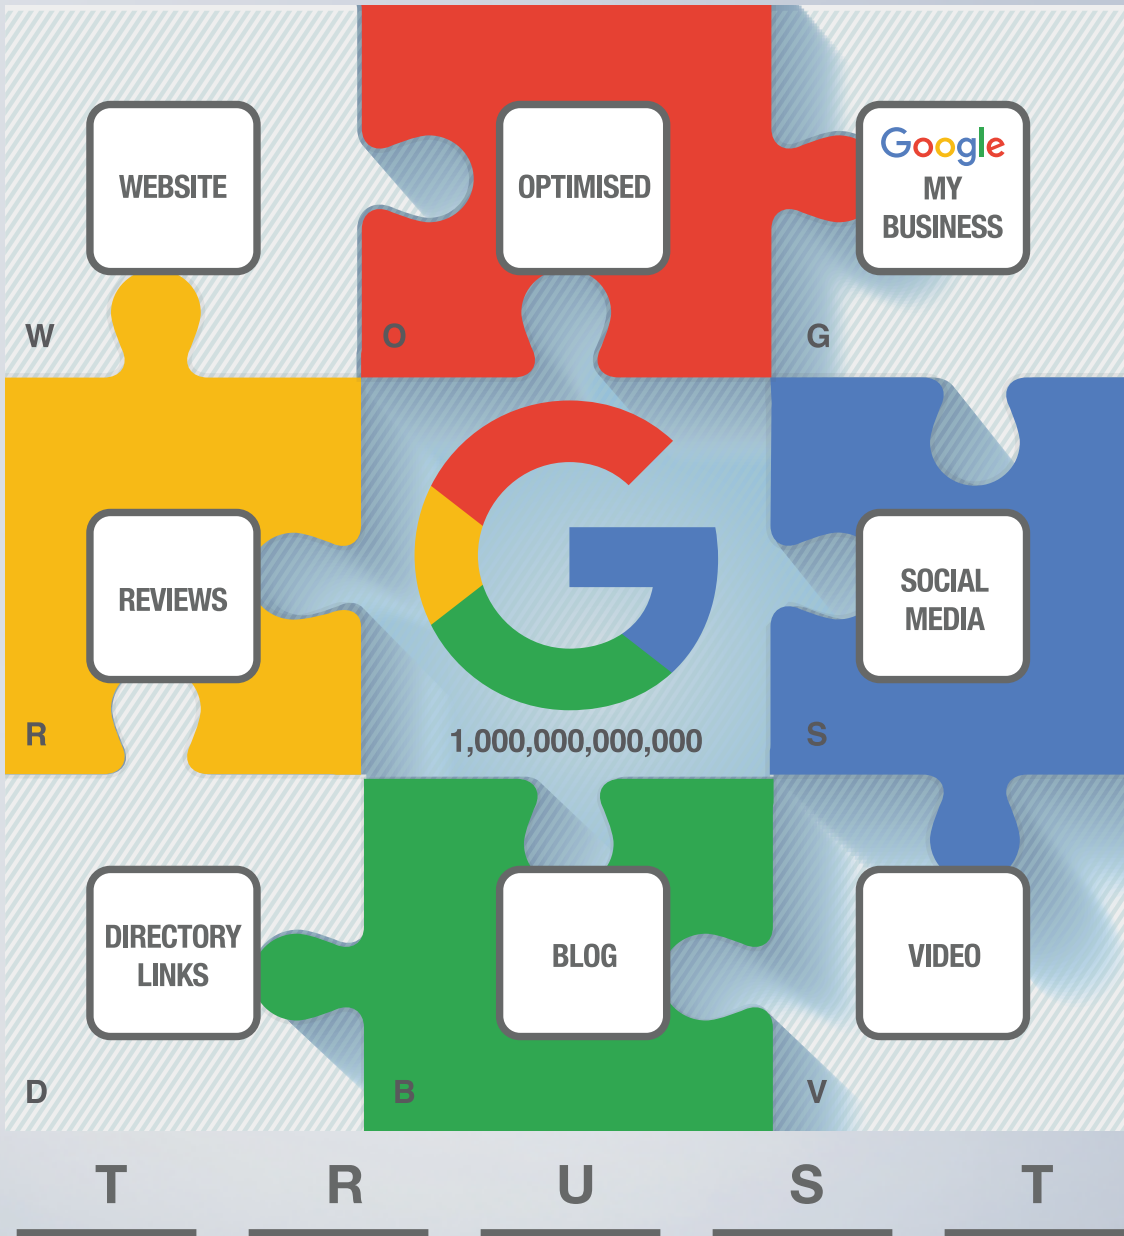 WEBSITE
OPTIMISED
Google
MY
BUSINESS
W
O
G
REVIEWS
SOCIAL
MEDIA
R
1,000,000,000,000
S
DIRECTORY
LINKS
BLOG
VIDEO
D
B
V
T R U S T